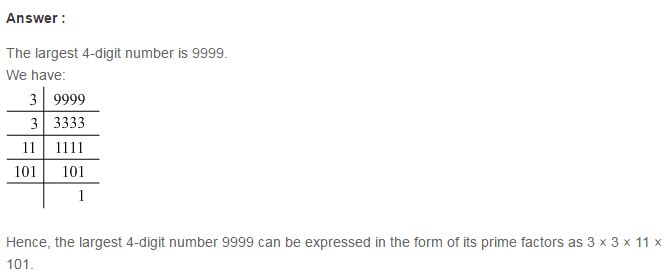 Answer :
The largest 4-digit number is 9999.
We have:
3 9999
3 3333
11 1111
101 101
1
Hence, the largest 4-digit number 9999 can be expressed in the form of its prime factors as 3 × 3 × 11 ×
101.